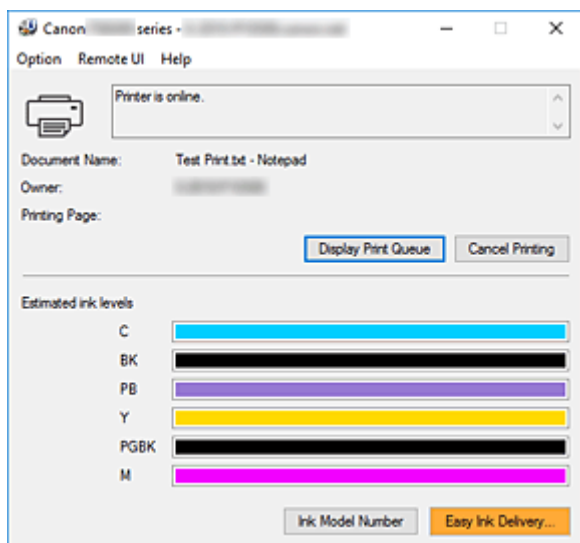 Canon series -
Option Remote UI Help
Printer is online.
Document Name: Test Print.txt - Notepad
Owner:
Printing Page:
Display Print Queue Cancel Printing
Estimated ink levels
C
BK
PB
Y
PGBK
M
Ink Model Number Easy Ink Delivery...